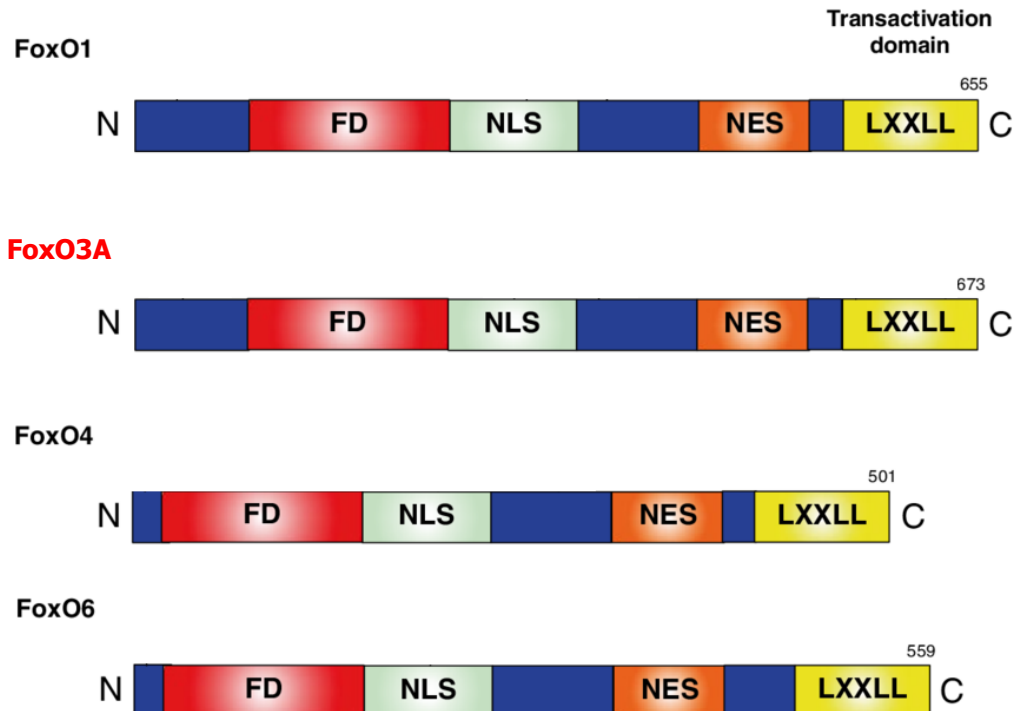 Transactivation
domain
FoxO1
655
N FD NLS NES LXXLL C
FoxO3A
673
N FD NLS NES LXXLL C
FoxO4
501
N FD NLS NES LXXLL C
FoxO6
559
N FD NLS NES LXXLL C